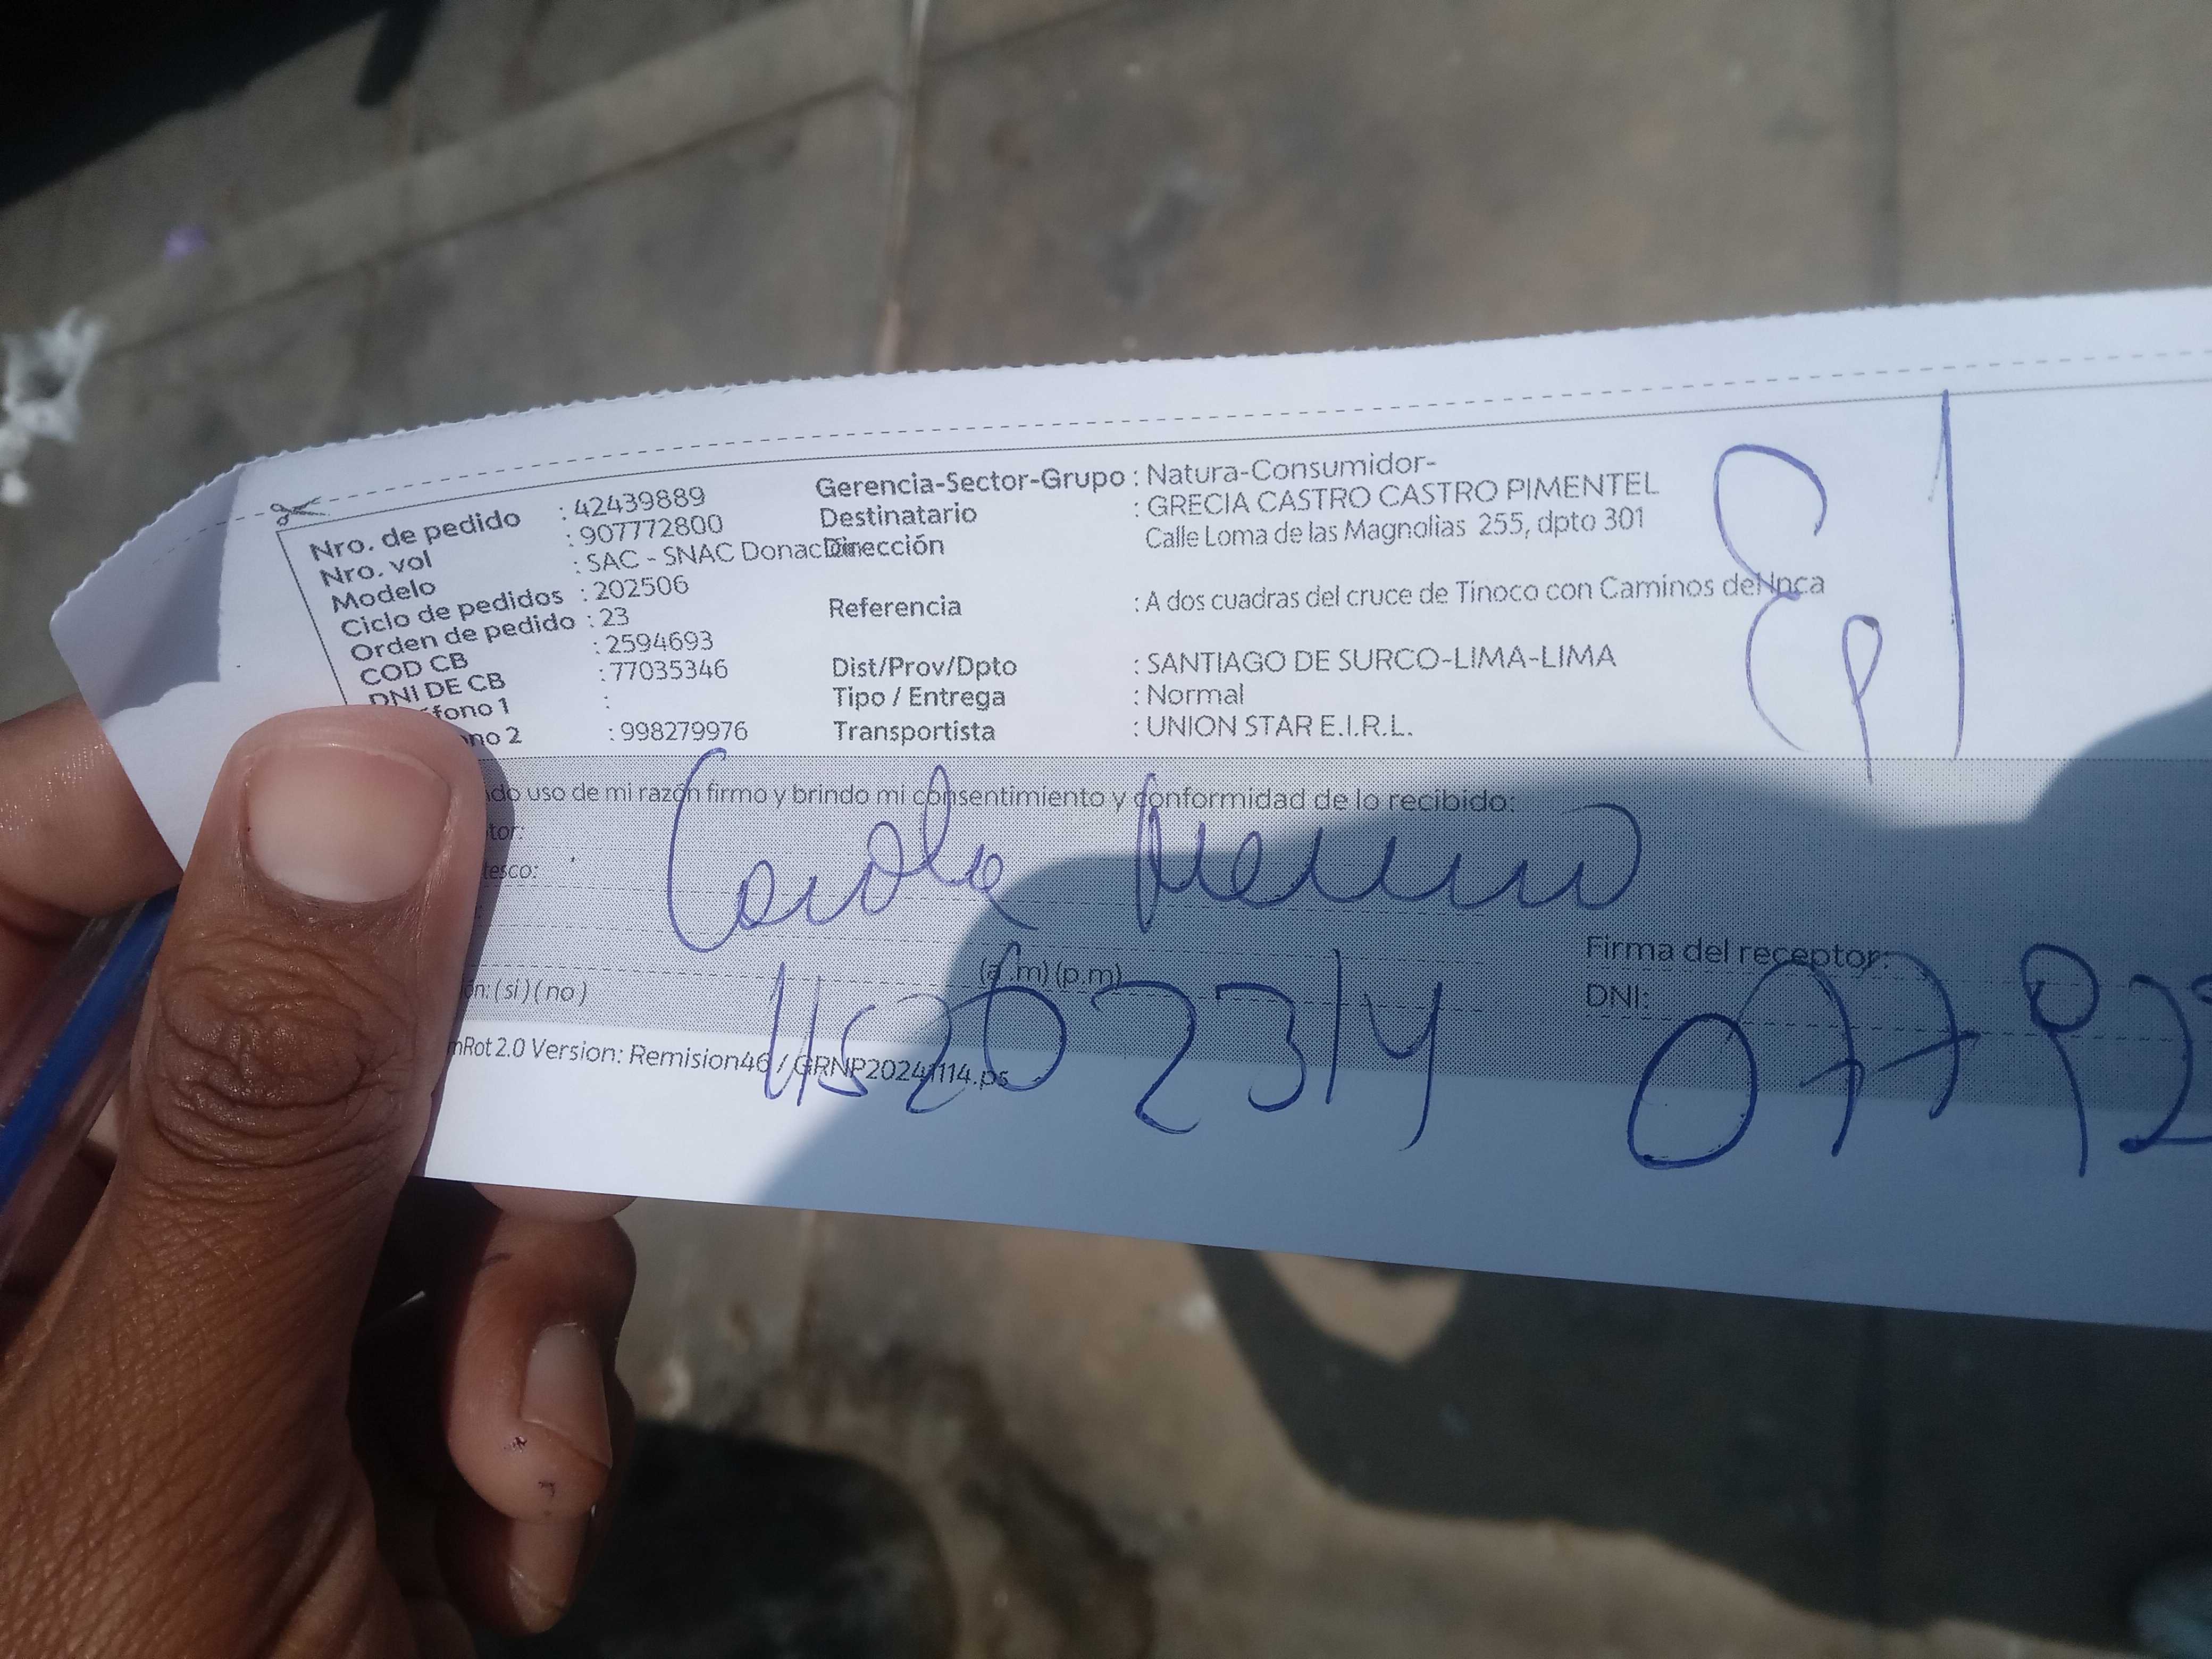 Nro. de pedido : 42439889
Nro. vol : 907772800
Modelo : SAC - SNAC Donac
Ciclo de pedidos : 202506
Orden de pedido : 23
COD CB : 2594693
DNI DE CB : 77035346
fono 1 :
no 2 : 998279976
Gerencia-Sector-Grupo : Natura-Consumidor-
Destinatario : GRECIA CASTRO CASTRO PIMENTEL
Dirección Calle Loma de las Magnolias 255, dpto 301
Referencia : A dos cuadras del cruce de Tinoco con Caminos del Inca
Dist/Prov/Dpto : SANTIAGO DE SURCO-LIMA-LIMA
Tipo / Entrega : Normal
Transportista : UNION STAR E.I.R.L.
do uso de mi razón firmo y brindo mi consentimiento y conformidad de lo recibido:
tor:
tesco:
Carola
(a.m) (p.m)
Firma del receptor:
ón: (si) (no)
DNI:
mRot 2.0 Version: Remision46 / GRNP20241114.ps